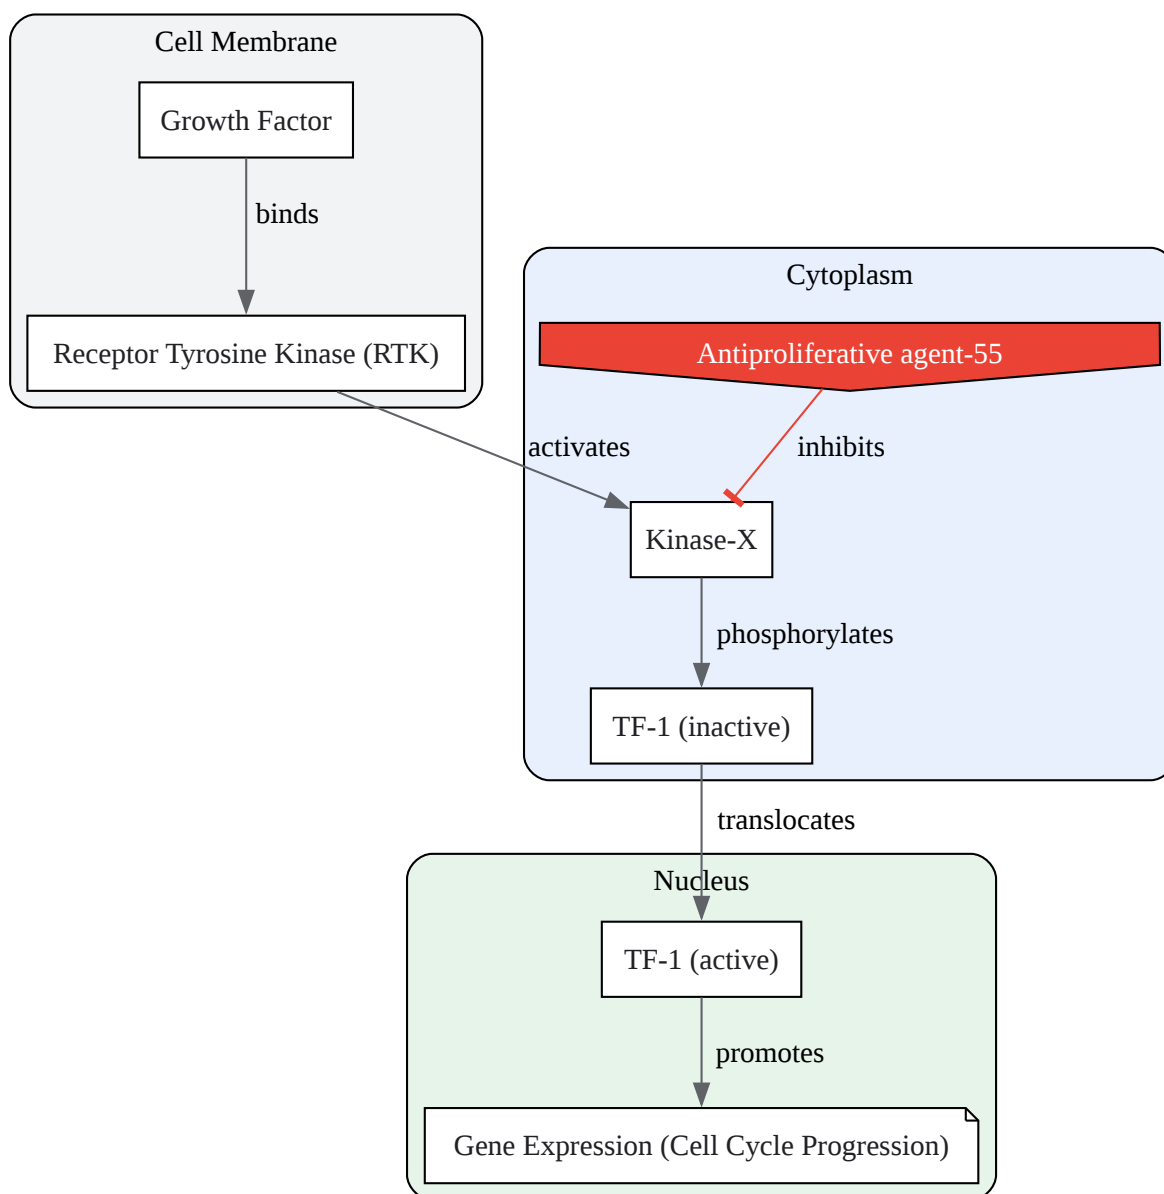 Cell Membrane
Growth Factor
binds
Receptor Tyrosine Kinase (RTK)
Cytoplasm
Antiproliferative agent-55
activates
inhibits
Kinase-X
phosphorylates
TF-1 (inactive)
translocates
Nucleus
TF-1 (active)
promotes
Gene Expression (Cell Cycle Progression)